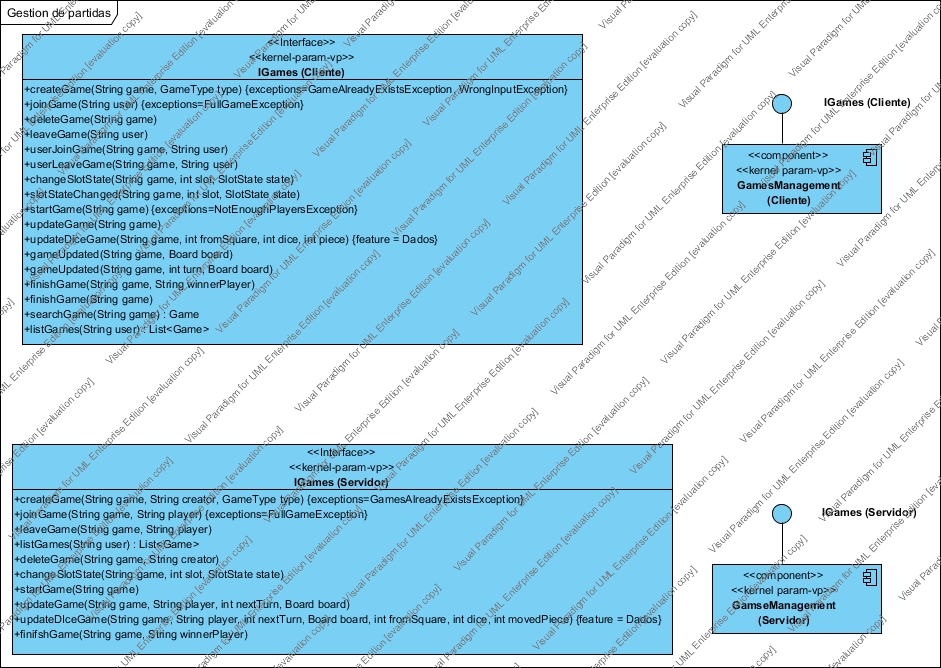 Gestion de partidas
<<Interface>>
<<kernel-param-vp>>
IGames (Cliente)
+createGame(String game, GameType type) {exceptions=GameAlreadyExistsException, WrongInputException}
+joinGame(String user) {exceptions=FullGameException}
+deleteGame(String game)
+leaveGame(String user)
+userJoinGame(String game, String user)
+userLeaveGame(String game, String user)
+changeSlotState(String game, int slot, SlotState state)
+slotStateChanged(String game, int slot, SlotState state)
+startGame(String game) {exceptions=NotEnoughPlayersException}
+updateGame(String game)
+updateDiceGame(String game, int fromSquare, int dice, int piece) {feature = Dados}
+gameUpdated(String game, Board board)
+gameUpdated(String game, int turn, Board board)
+finishGame(String game, String winnerPlayer)
+finishGame(String game)
+searchGame(String game) : Game
+listGames(String user) : List<Game>
IGames (Cliente)
<<component>>
<<kernel param-vp>>
GamesManagement
(Cliente)
<<Interface>>
<<kernel-param-vp>>
IGames (Servidor)
+createGame(String game, String creator, GameType type) {exceptions=GamesAlreadyExistsException}
+joinGame(String game, String player) {exceptions=FullGameException}
+leaveGame(String game, String player)
+listGames(String user) : List<Game>
+deleteGame(String game, String creator)
+changeSlotState(String game, int slot, SlotState state)
+startGame(String game)
+updateGame(String game, String player, int nextTurn, Board board)
+updateDIceGame(String game, String player, int nextTurn, Board board, int fromSquare, int dice, int movedPiece) {feature = Dados}
+finifshGame(String game, String winnerPlayer)
IGames (Servidor)
<<component>>
<<kernel param-vp>>
GamseManagement
(Servidor)
Visual Paradigm for UML Enterprise Edition [evaluation copy]